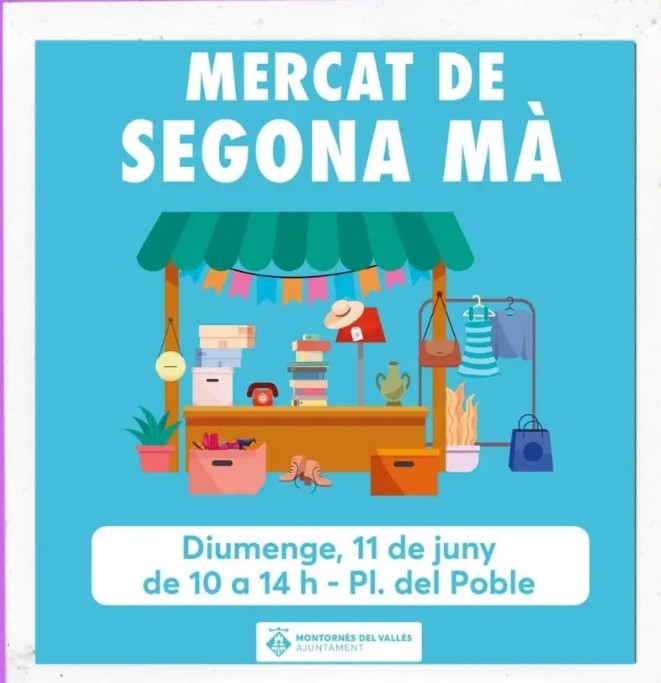 MERCAT DE
SEGONA MÀ
Diumenge, 11 de juny
de 10 a 14 h - Pl. del Poble
MONTORNÈS DEL VALLÈS
AJUNTAMENT